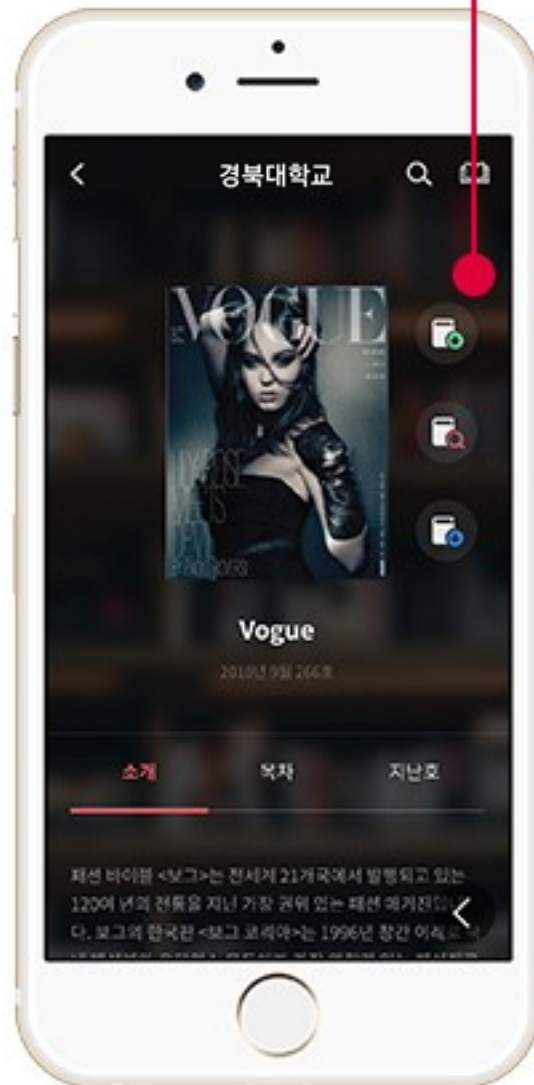 경북대학교
VOGUE
Vogue
2018년 9월 266호
소개 목차 지난호
패션 바이블 <보그>는 전세계 21개국에서 발행되고 있는
120여 년의 전통을 지닌 가장 권위 있는 패션 매거진입니
다. 보그의 한국판 <보그 코리아>는 1996년 창간 이래로